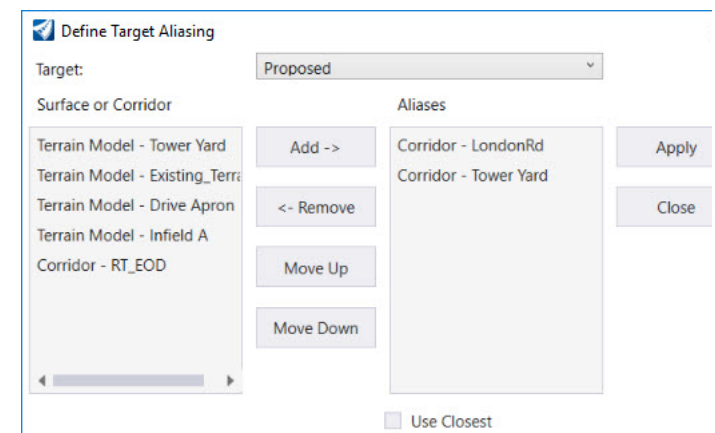 Define Target Aliasing
Target: Proposed
Surface or Corridor
Aliases
Terrain Model - Tower Yard
Terrain Model - Existing_Terra
Terrain Model - Drive Apron
Terrain Model - Infield A
Corridor - RT_EOD
Add ->
<- Remove
Move Up
Move Down
Corridor - LondonRd
Corridor - Tower Yard
Apply
Close
Use Closest